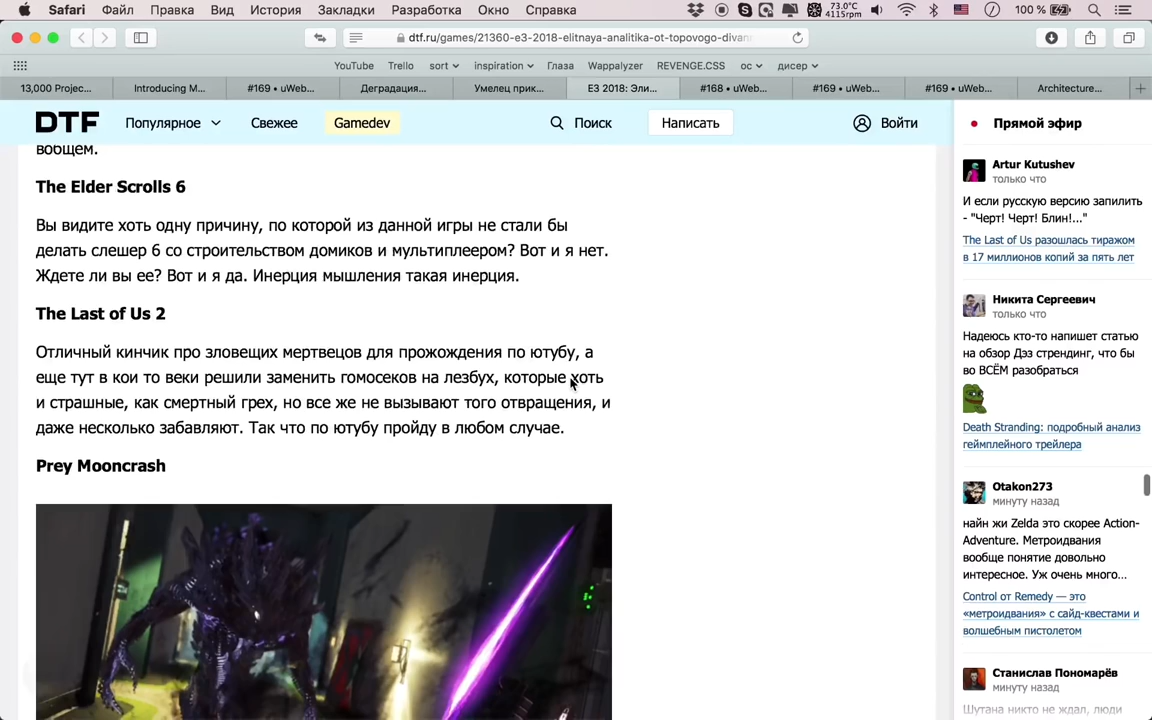 Safari Файл Правка Вид История Закладки Разработка Окно Справка 73.0°C 4115rpm 100 %
dtf.ru/games/21360-e3-2018-elitnaya-analitika-ot-topovogo-divan
YouTube Trello sort inspiration Глаза Wappalyzer REVENGE.CSS ос дисер
13,000 Projec... Introducing M... #169 • uWeb... Деградация... Умелец прик... E3 2018: Эли... #168 • uWeb... #169 • uWeb... #169 • uWeb... Architecture...
DTF Популярное Свежее Gamedev Поиск Написать Войти
вобщем.
The Elder Scrolls 6
Вы видите хоть одну причину, по которой из данной игры не стали бы
делать слешер 6 со строительством домиков и мультиплеером? Вот и я нет.
Ждете ли вы ее? Вот и я да. Инерция мышления такая инерция.
The Last of Us 2
Отличный кинчик про зловещих мертвецов для прожождения по ютубу, а
еще тут в кои то веки решили заменить гомосеков на лезбух, которые хоть
и страшные, как смертный грех, но все же не вызывают того отвращения, и
даже несколько забавляют. Так что по ютубу пройду в любом случае.
Prey Mooncrash
Прямой эфир
Artur Kutushev
только что
И если русскую версию запилить
- "Черт! Черт! Блин!..."
The Last of Us разошлась тиражом
в 17 миллионов копий за пять лет
Никита Сергеевич
только что
Надеюсь кто-то напишет статью
на обзор Дэз стрендинг, что бы
во ВСЁМ разобраться
Death Stranding: подробный анализ
геймплейного трейлера
Otakon273
минуту назад
найн жи Zelda это скорее Action-
Adventure. Метроидвания
вообще понятие довольно
интересное. Уж очень много...
Control от Remedy — это
«метроидвания» с сайд-квестами и
волшебным пистолетом
Станислав Пономарёв
минуту назад
Шутана никто не ждал, люди